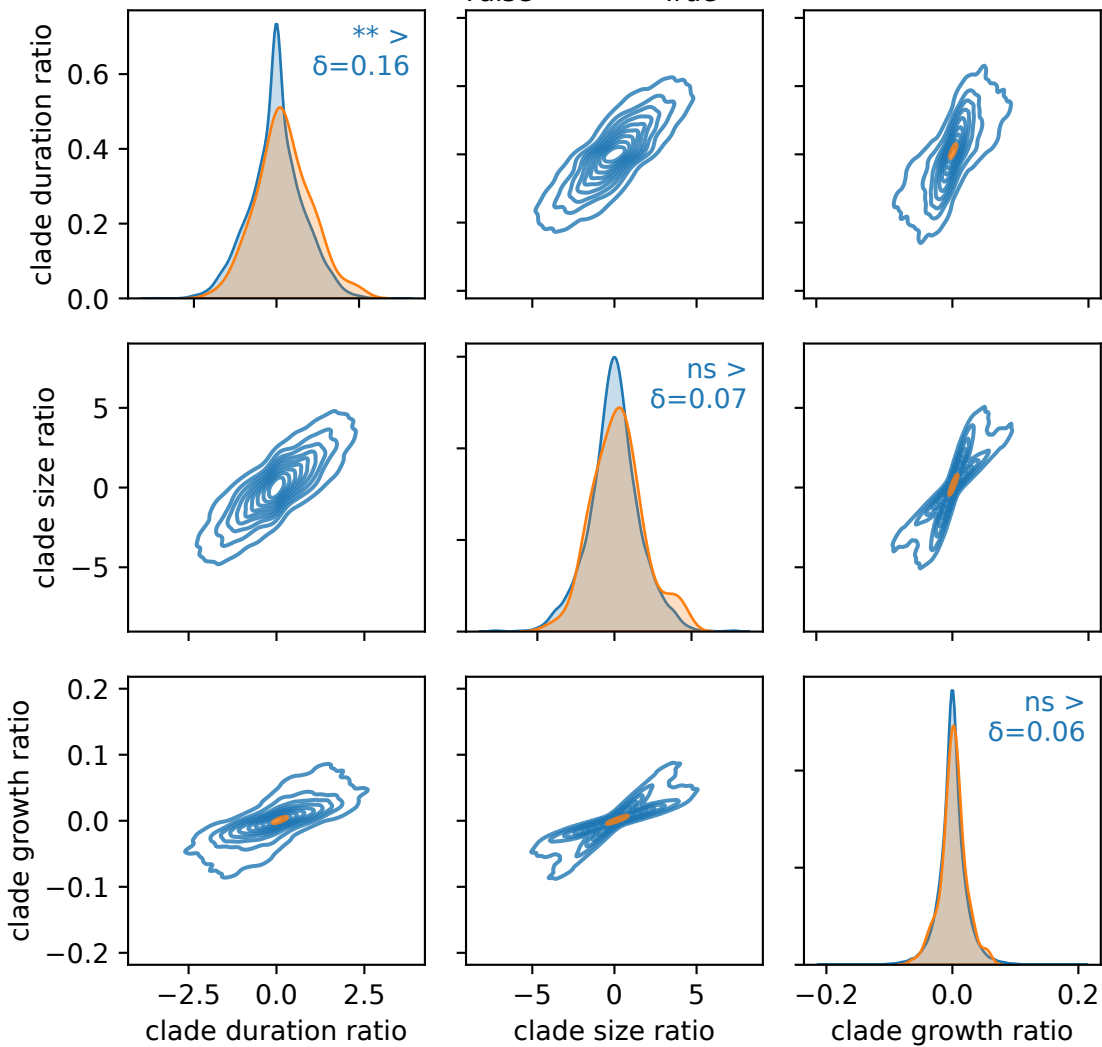 clade duration ratio
0.6
0.4
0.2
0.0
** >
δ=0.16
clade size ratio
5
0
−5
ns >
δ=0.07
clade growth ratio
0.2
0.1
0.0
−0.1
−0.2
ns >
δ=0.06
−2.5 0.0 2.5
clade duration ratio
−5 0 5
clade size ratio
−0.2 0.0 0.2
clade growth ratio